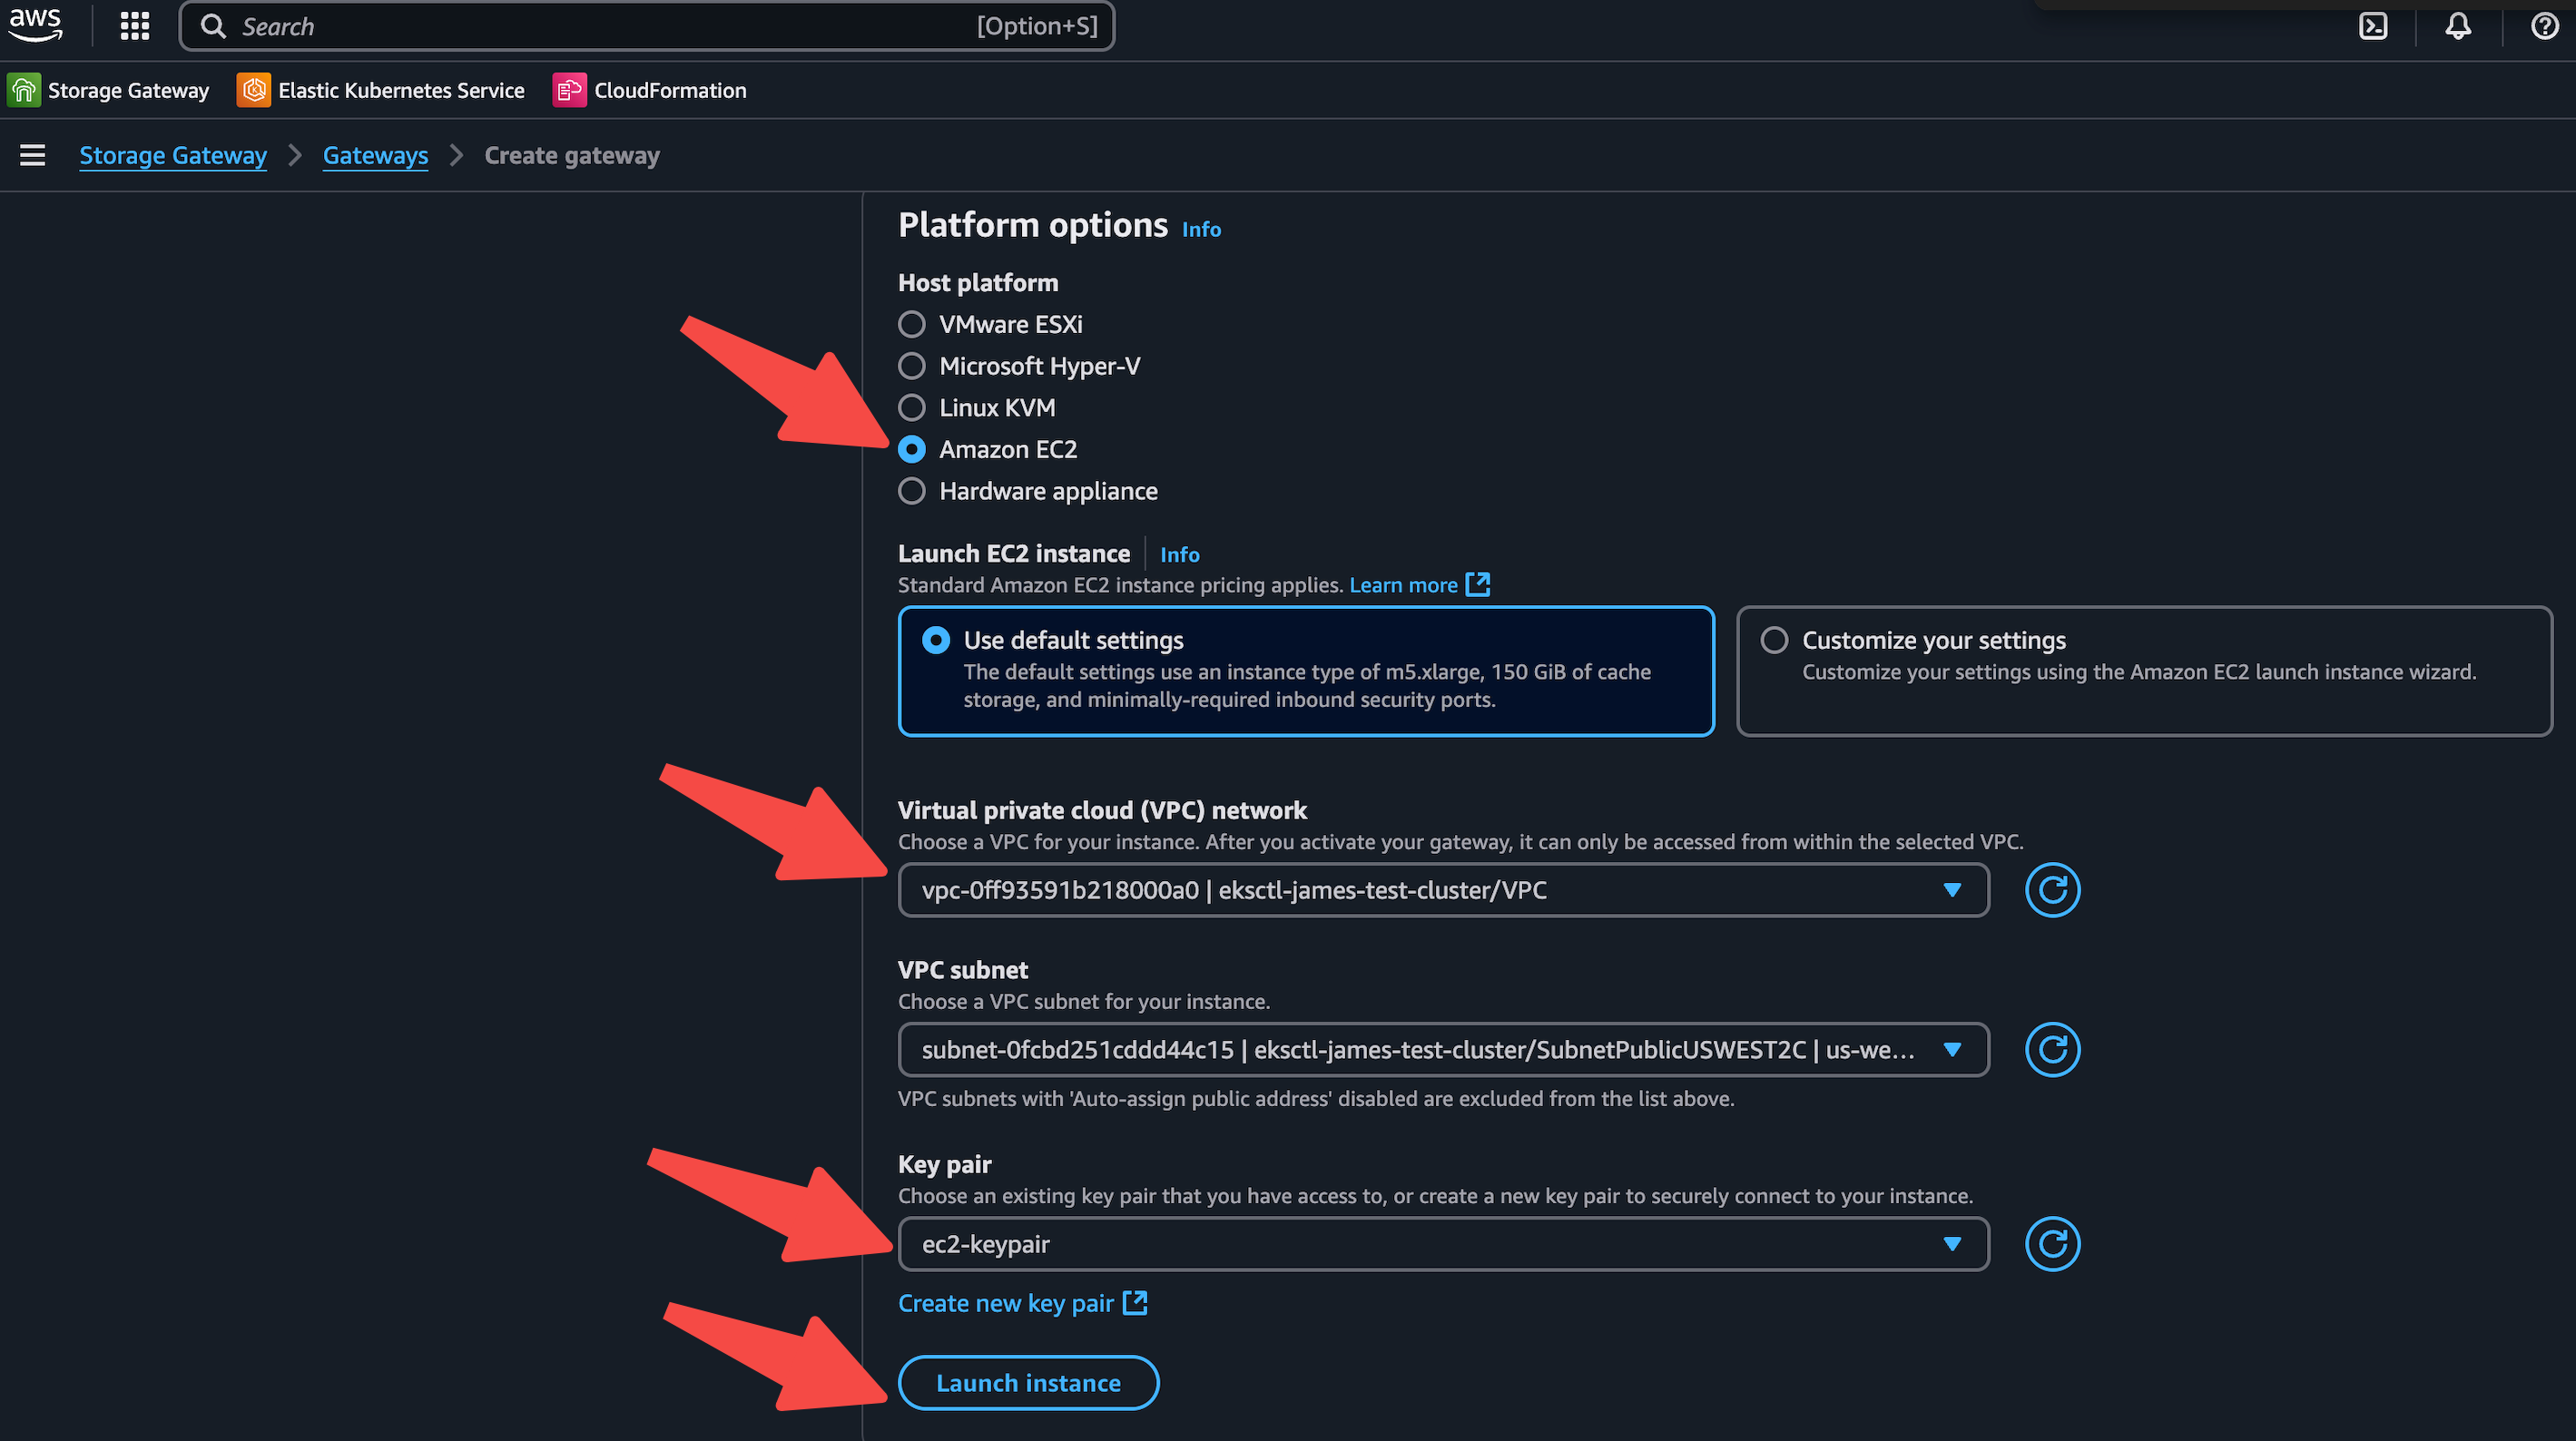 aws
Search [Option+S]
Storage Gateway Elastic Kubernetes Service CloudFormation
Storage Gateway Gateways Create gateway
Platform options Info
Host platform
VMware ESXi
Microsoft Hyper-V
Linux KVM
Amazon EC2
Hardware appliance
Launch EC2 instance Info
Standard Amazon EC2 instance pricing applies. Learn more
Use default settings
The default settings use an instance type of m5.xlarge, 150 GiB of cache
storage, and minimally-required inbound security ports.
Customize your settings
Customize your settings using the Amazon EC2 launch instance wizard.
Virtual private cloud (VPC) network
Choose a VPC for your instance. After you activate your gateway, it can only be accessed from within the selected VPC.
vpc-0ff93591b218000a0 | eksctl-james-test-cluster/VPC
VPC subnet
Choose a VPC subnet for your instance.
subnet-0fcbd251cddd44c15 | eksctl-james-test-cluster/SubnetPublicUSWEST2C | us-we...
VPC subnets with 'Auto-assign public address' disabled are excluded from the list above.
Key pair
Choose an existing key pair that you have access to, or create a new key pair to securely connect to your instance.
ec2-keypair
Create new key pair
Launch instance